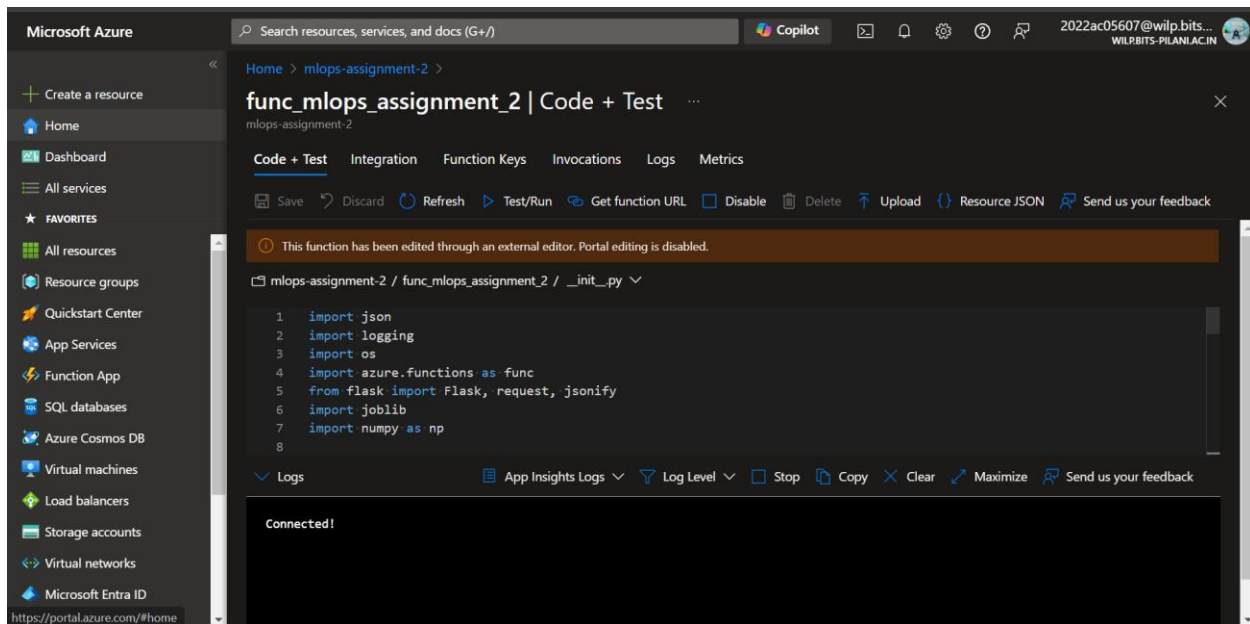 Microsoft Azure
Search resources, services, and docs (G+/)
Copilot
2022ac05607@wilp.bits...
WILP.BITS-PILANI.AC.IN
Create a resource
Home
Dashboard
All services
FAVORITES
All resources
Resource groups
Quickstart Center
App Services
Function App
SQL databases
Azure Cosmos DB
Virtual machines
Load balancers
Storage accounts
Virtual networks
Microsoft Entra ID
https://portal.azure.com/#home
Home > mlops-assignment-2 >
func_mlops_assignment_2 | Code + Test ...
mlops-assignment-2
Code + Test Integration Function Keys Invocations Logs Metrics
Save Discard Refresh Test/Run Get function URL Disable Delete Upload {} Resource JSON Send us your feedback
This function has been edited through an external editor. Portal editing is disabled.
mlops-assignment-2 / func_mlops_assignment_2 / __init__.py
1 import json
2 import logging
3 import os
4 import azure.functions as func
5 from flask import Flask, request, jsonify
6 import joblib
7 import numpy as np
8
Logs App Insights Logs Log Level Stop Copy Clear Maximize Send us your feedback
Connected!